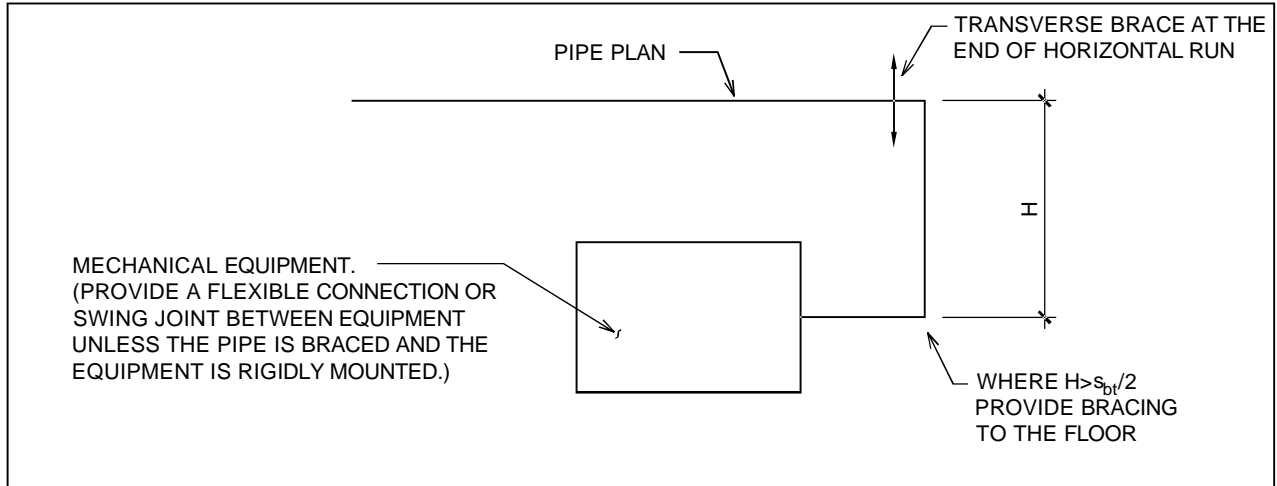 TRANSVERSE BRACE AT THE
END OF HORIZONTAL RUN
PIPE PLAN
H
MECHANICAL EQUIPMENT.
(PROVIDE A FLEXIBLE CONNECTION OR
SWING JOINT BETWEEN EQUIPMENT
UNLESS THE PIPE IS BRACED AND THE
EQUIPMENT IS RIGIDLY MOUNTED.)
WHERE H>sbt/2
PROVIDE BRACING
TO THE FLOOR